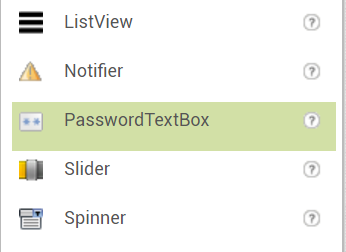 ListView
Notifier
PasswordTextBox
Slider
Spinner